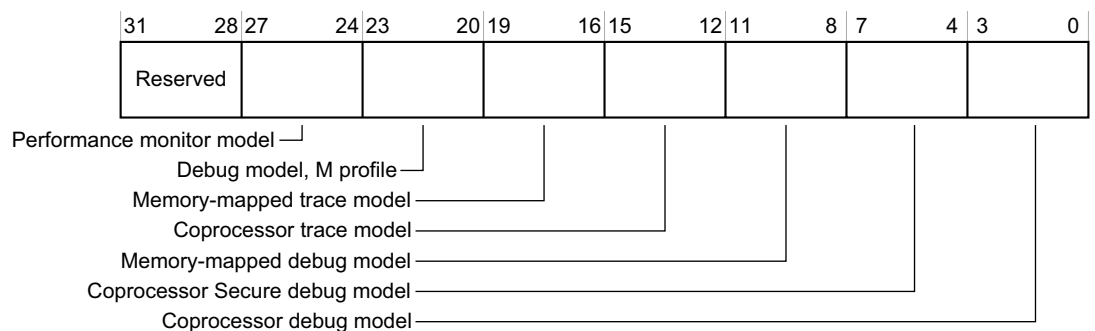 31 28 27 24 23 20 19 16 15 12 11 8 7 4 3 0
Reserved
Performance monitor model
Debug model, M profile
Memory-mapped trace model
Coprocessor trace model
Memory-mapped debug model
Coprocessor Secure debug model
Coprocessor debug model